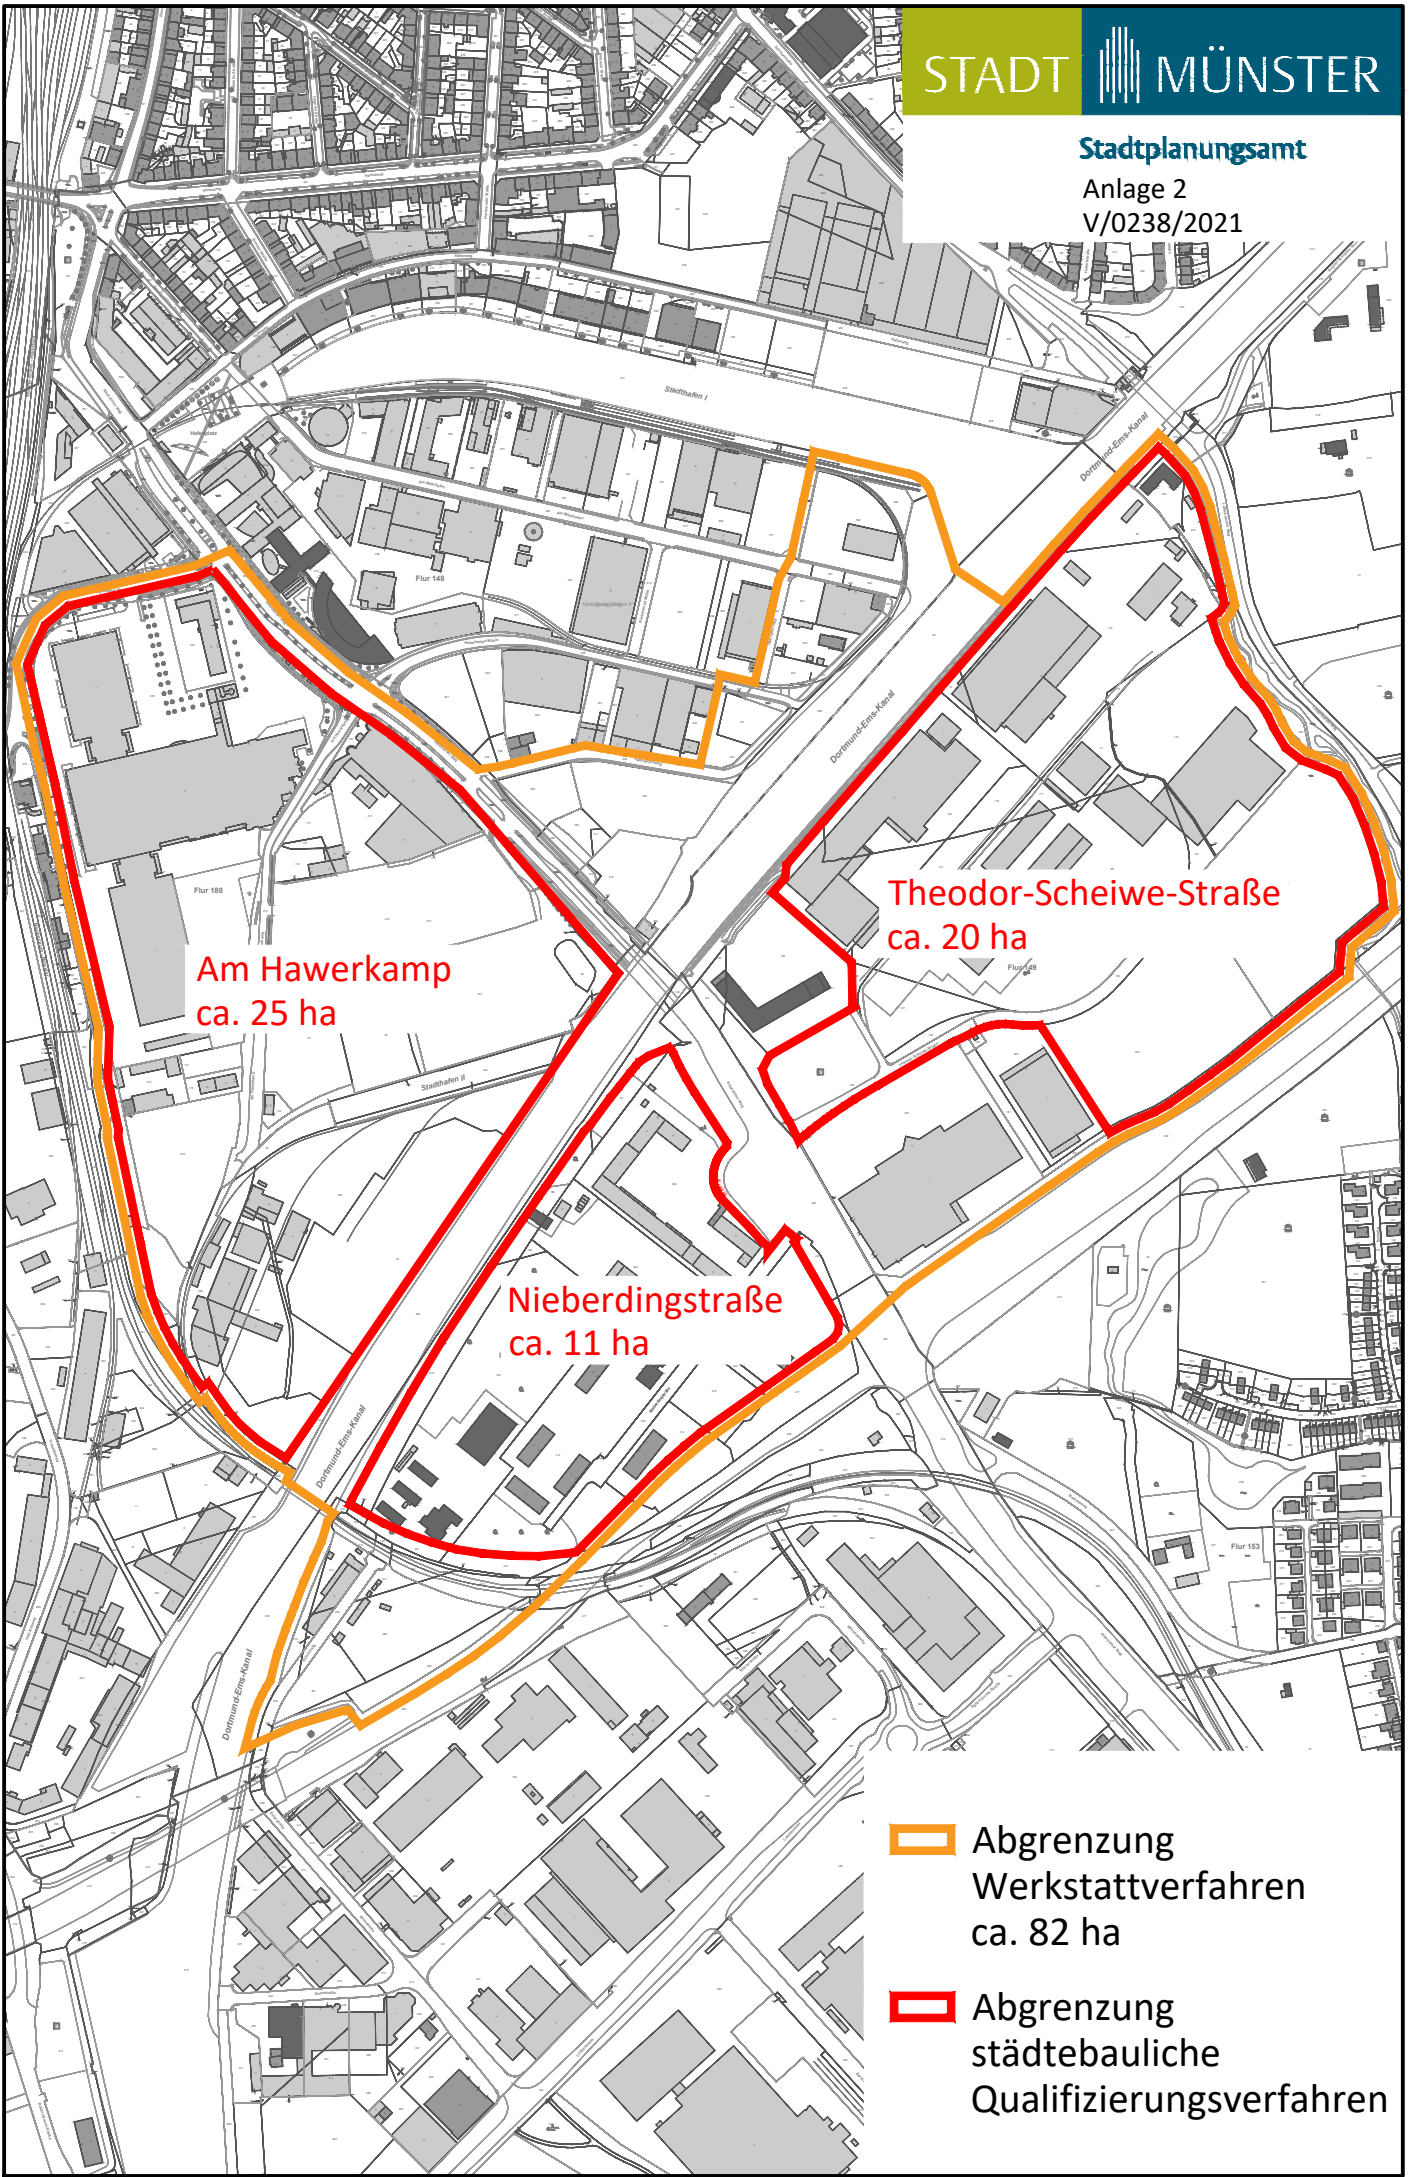 STADT MÜNSTER
Stadtplanungsamt
Anlage 2
V/0238/2021
Stadthafen I
Dortmund-Ems-Kanal
Hafenplatz
Flur 148
Dortmund-Ems-Kanal
Theodor-Scheiwe-Straße
ca. 20 ha
Flur 180
Flur 149
Am Hawerkamp
ca. 25 ha
Stadthafen II
Nieberdingstraße
ca. 11 ha
Dortmund-Ems-Kanal
Flur 153
Dortmund-Ems-Kanal
Abgrenzung
Werkstattverfahren
ca. 82 ha
Abgrenzung
städtebauliche
Qualifizierungsverfahren